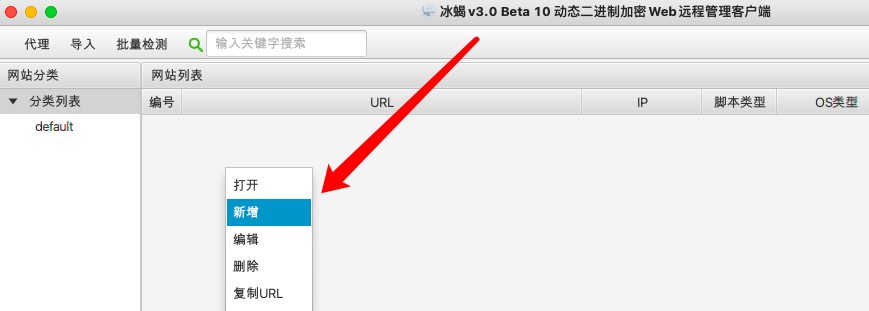 冰蝎 v3.0 Beta 10 动态二进制加密Web远程管理客户端
代理 导入 批量检测 输入关键字搜索
网站分类 网站列表
分类列表 编号 URL IP 脚本类型 OS类型
default
打开
新增
编辑
删除
复制URL